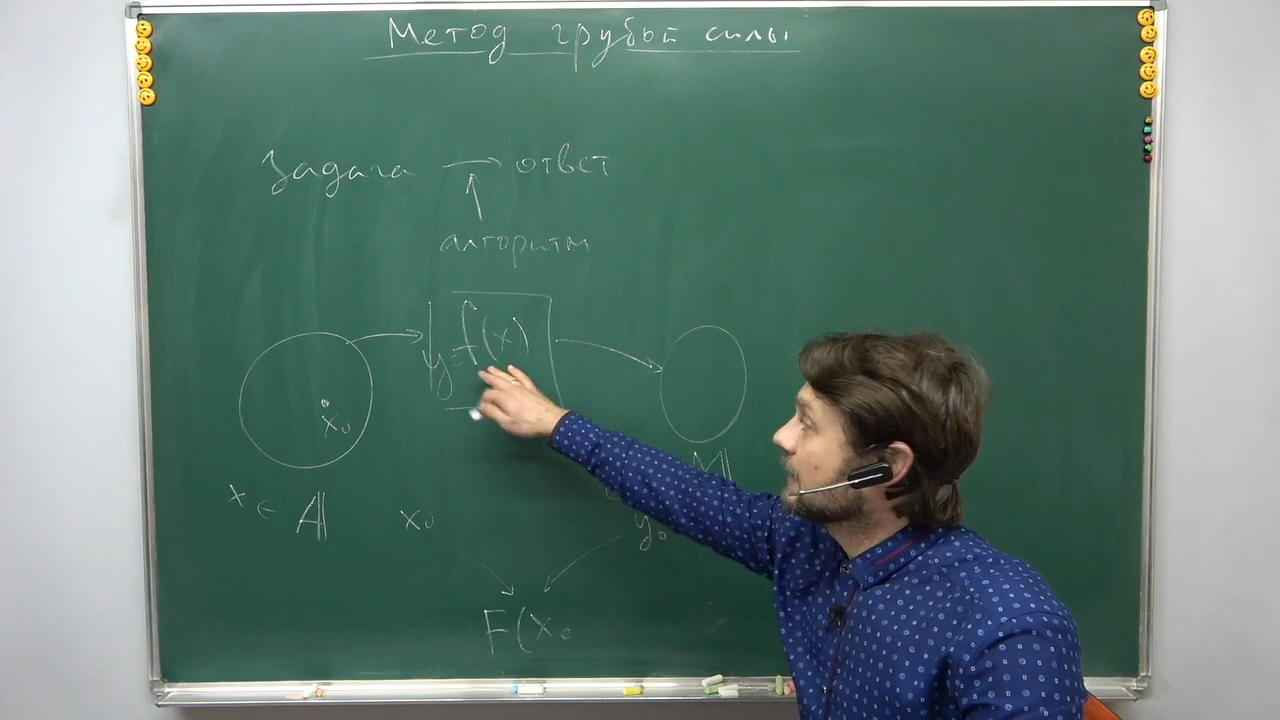 Метод грубой силы
Задача → ответ
алгоритм
y=f(x)
x₀
M
x ∈ A
x₀
y₀
F(x₀